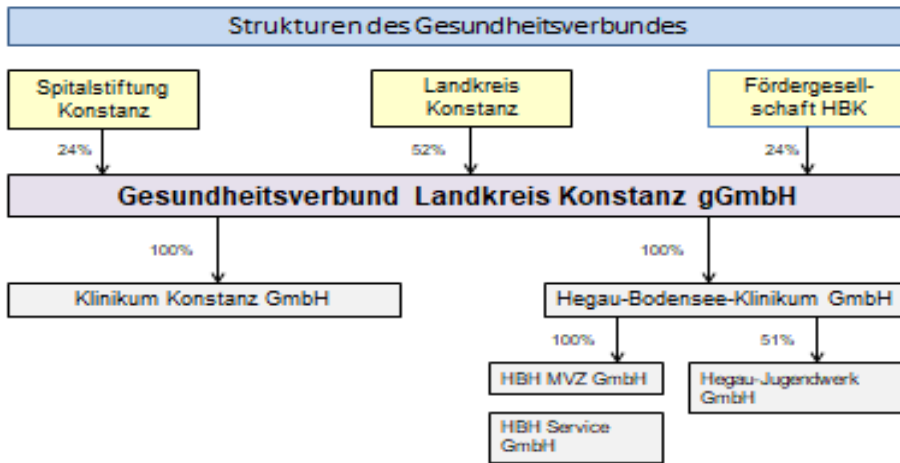 Strukturen des Gesundheitsverbundes
Spitalstiftung
Konstanz
Landkreis
Konstanz
Fördergesell-
schaft HBK
24%
52%
24%
Gesundheitsverbund Landkreis Konstanz gGmbH
100%
100%
Klinikum Konstanz GmbH
Hegau-Bodensee-Klinikum GmbH
100%
51%
HBH MVZ GmbH
Hegau-Jugendwerk
GmbH
HBH Service
GmbH